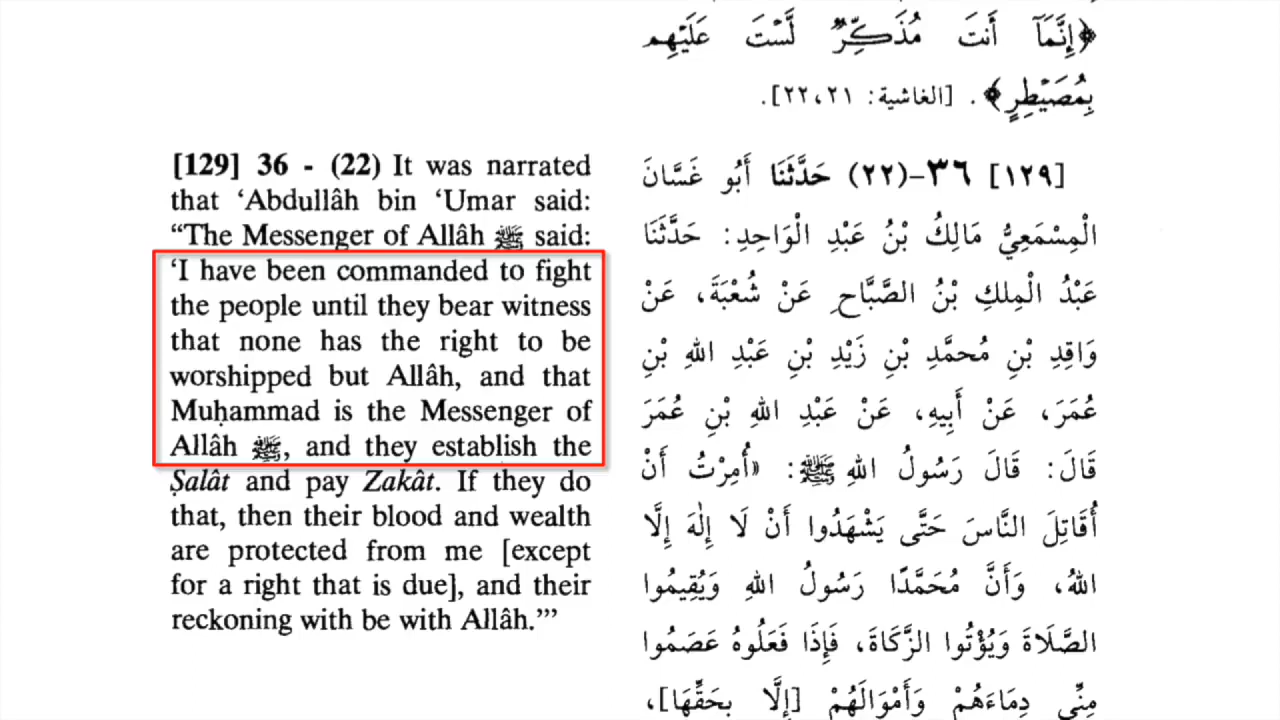 [129] 36 - (22) It was narrated
that ‘Abdullâh bin ‘Umar said:
“The Messenger of Allâh ﷺ said:
‘I have been commanded to fight
the people until they bear witness
that none has the right to be
worshipped but Allâh, and that
Muḥammad is the Messenger of
Allâh ﷺ, and they establish the
Ṣalât and pay Zakât. If they do
that, then their blood and wealth
are protected from me [except
for a right that is due], and their
reckoning with be with Allâh.’”
﴿إِنَّمَآ أَنتَ مُذَكِّرٌ لَّسْتَ عَلَيْهِم
بِمُصَيْطِرٍ﴾. [الغاشية: ٢٢،٢١].
[١٢٩] ٣٦-(٢٢) حَدَّثَنَا أَبُو غَسَّانَ
الْمِسْمَعِيُّ مَالِكُ بْنُ عَبْدِ الْوَاحِدِ: حَدَّثَنَا
عَبْدُ الْمِلكِ بْنُ الصَّبَّاحِ عَنْ شُعْبَةَ، عَنْ
وَاقِدِ بْنِ مُحمَّدِ بْنِ زَيْدِ بْنِ عَبْدِ اللهِ بْنِ
عُمَرَ، عَنْ أَبِيهِ، عَنْ عَبْدِ اللهِ بْنِ عُمَرَ
قَالَ: قَالَ رَسُولُ اللهِ ﷺ: «أُمِرْتُ أَنْ
أُقَاتِلَ النَّاسَ حَتَّى يَشْهَدُوا أَنْ لَا إِلٰهَ إِلَّا
اللهُ، وَأَنَّ مُحَمَّدًا رَسُولُ اللهِ وَيُقِيمُوا
الصَّلَاةَ وَيُؤْتُوا الزَّكَاةَ، فَإِذَا فَعَلُوهُ عَصَمُوا
مِنِّي دِمَاءَهُمْ وَأَمْوَالَهُمْ [إِلَّا بِحَقِّهَا]،